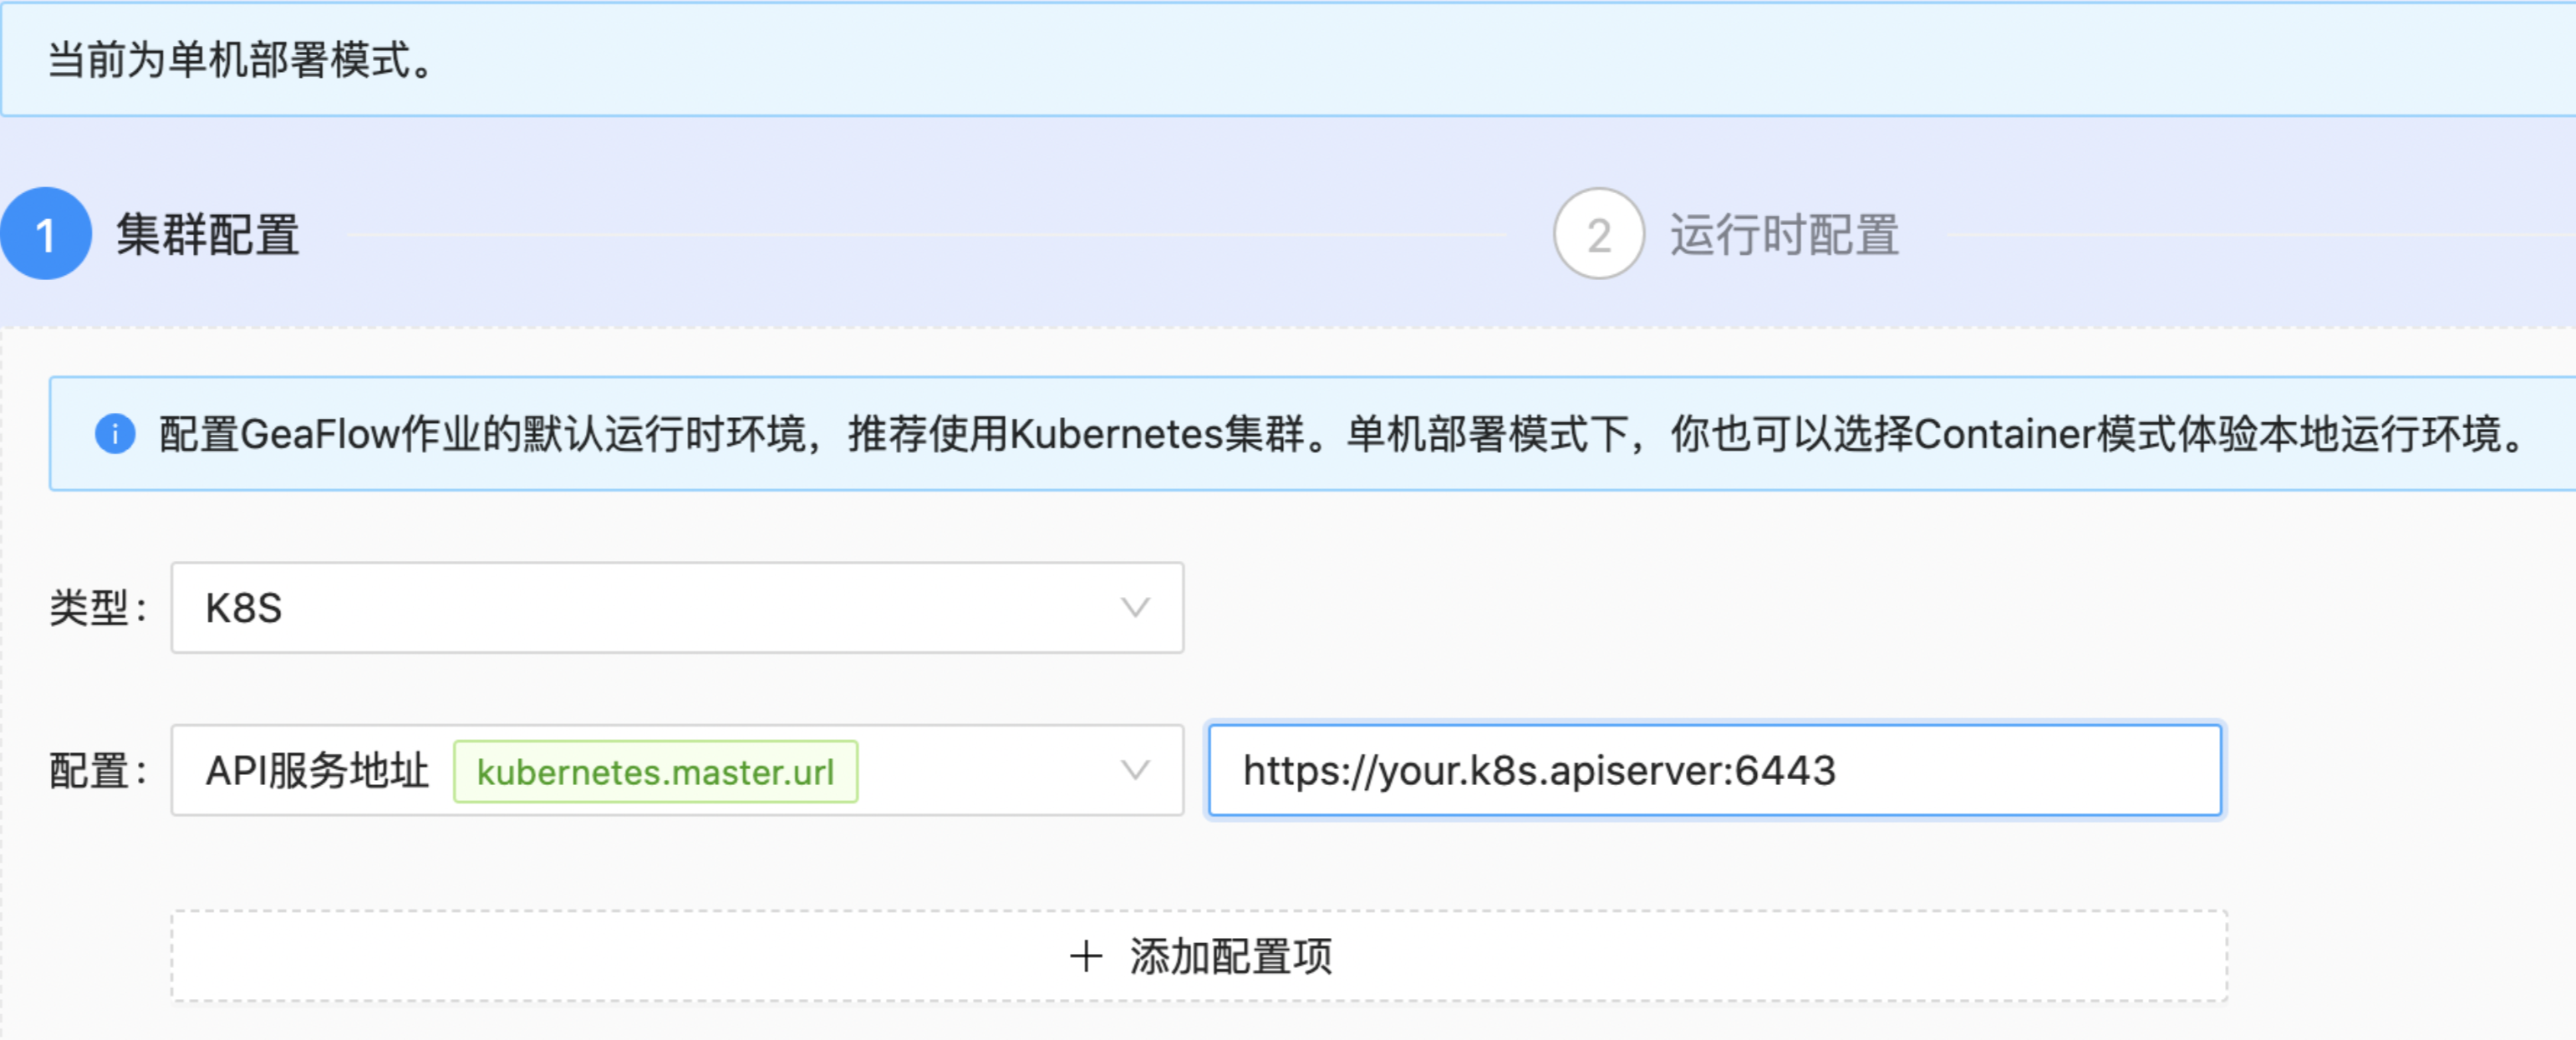 当前为单机部署模式。
1 集群配置
2 运行时配置
配置GeaFlow作业的默认运行时环境，推荐使用Kubernetes集群。单机部署模式下，你也可以选择Container模式体验本地运行环境。
类型: K8S
配置: API服务地址 kubernetes.master.url https://your.k8s.apiserver:6443
+ 添加配置项